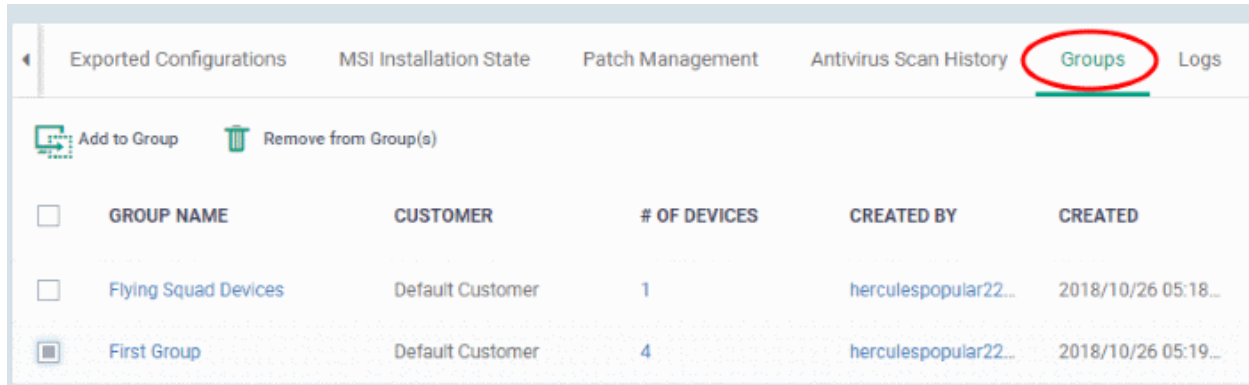 Exported Configurations MSI Installation State Patch Management Antivirus Scan History Groups Logs
Add to Group Remove from Group(s)
GROUP NAME CUSTOMER # OF DEVICES CREATED BY CREATED
Flying Squad Devices Default Customer 1 herculespopular22... 2018/10/26 05:18...
First Group Default Customer 4 herculespopular22... 2018/10/26 05:19...